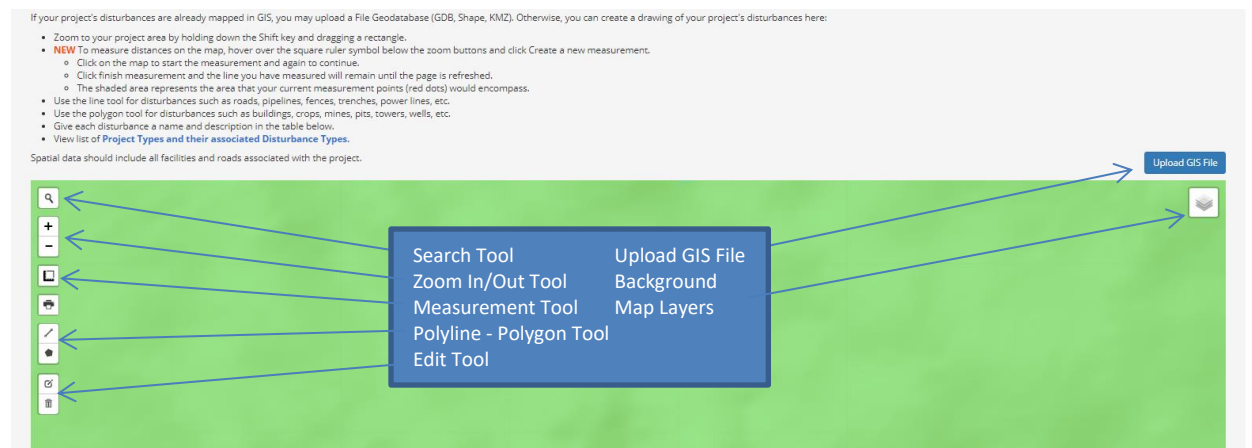 If your project's disturbances are already mapped in GIS, you may upload a File Geodatabase (GDB, Shape, KMZ). Otherwise, you can create a drawing of your project's disturbances here:
• Zoom to your project area by holding down the Shift key and dragging a rectangle.
• NEW To measure distances on the map, hover over the square ruler symbol below the zoom buttons and click Create a new measurement.
Click on the map to start the measurement and again to continue.
Click finish measurement and the line you have measured will remain until the page is refreshed.
The shaded area represents the area that your current measurement points (red dots) would encompass.
• Use the line tool for disturbances such as roads, pipelines, fences, trenches, power lines, etc.
• Use the polygon tool for disturbances such as buildings, crops, mines, pits, towers, wells, etc.
• Give each disturbance a name and description in the table below.
• View list of Project Types and their associated Disturbance Types.
Spatial data should include all facilities and roads associated with the project.
Upload GIS File
+
-
Search Tool Upload GIS File
Zoom In/Out Tool Background
Measurement Tool Map Layers
Polyline - Polygon Tool
Edit Tool